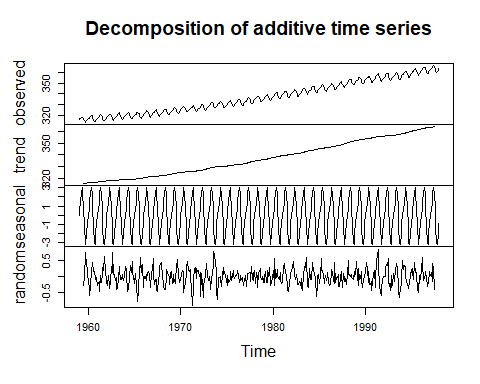 Decomposition of additive time series
observed
350
320
trend
350
320
seasonal
1
-1
-3
random
0.5
-0.5
1960 1970 1980 1990
Time